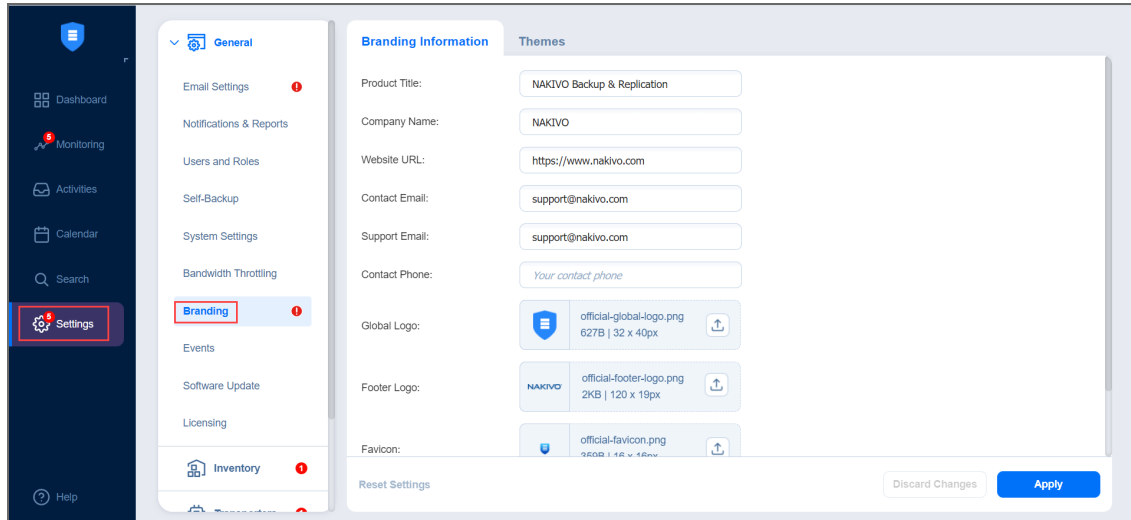 Dashboard
5
Monitoring
Activities
Calendar
Search
5
Settings
Help
General
Email Settings !
Notifications & Reports
Users and Roles
Self-Backup
System Settings
Bandwidth Throttling
Branding !
Events
Software Update
Licensing
Inventory 1
Branding Information Themes
Product Title: NAKIVO Backup & Replication
Company Name: NAKIVO
Website URL: https://www.nakivo.com
Contact Email: support@nakivo.com
Support Email: support@nakivo.com
Contact Phone: Your contact phone
Global Logo:
official-global-logo.png
627B | 32 x 40px
Footer Logo:
NAKIVO
official-footer-logo.png
2KB | 120 x 19px
Favicon:
official-favicon.png
359B | 16 x 16px
Reset Settings Discard Changes Apply